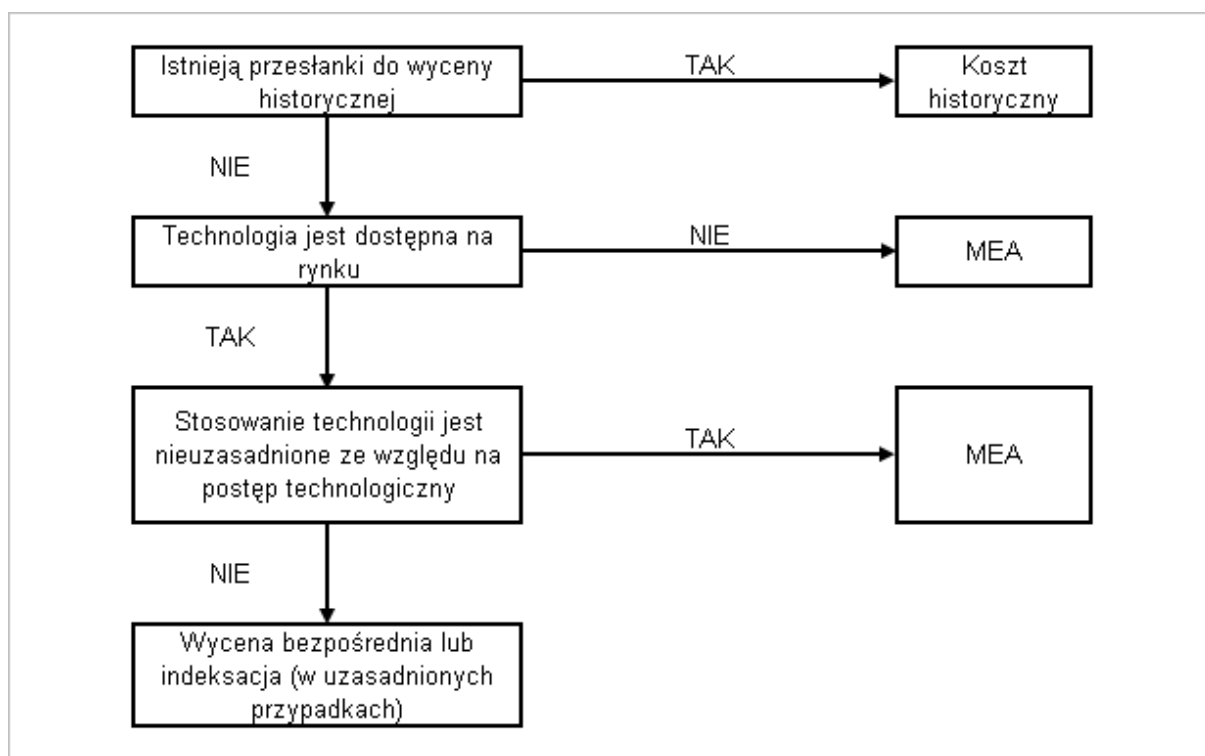 Istnieją przesłanki do wyceny
historycznej
TAK
Koszt
historyczny
NIE
Technologia jest dostępna na
rynku
NIE
MEA
TAK
Stosowanie technologii jest
nieuzasadnione ze względu na
postęp technologiczny
TAK
MEA
NIE
Wycena bezpośrednia lub
indeksacja (w uzasadnionych
przypadkach)